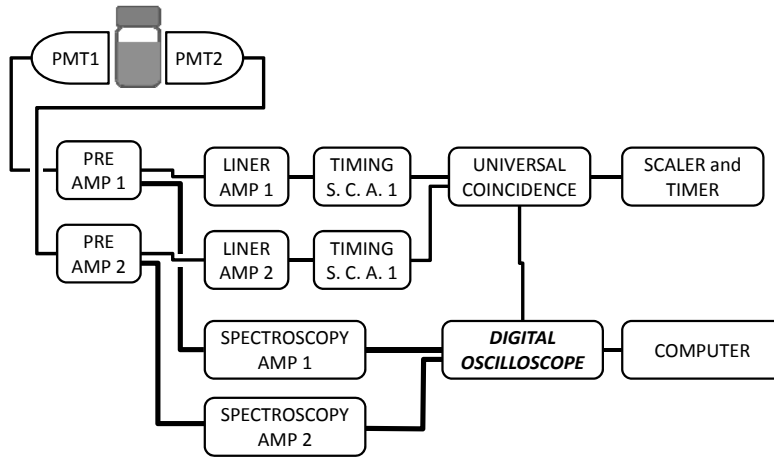 PMT1
PMT2
PRE
AMP 1
LINER
AMP 1
TIMING
S. C. A. 1
UNIVERSAL
COINCIDENCE
SCALER and
TIMER
PRE
AMP 2
LINER
AMP 2
TIMING
S. C. A. 1
SPECTROSCOPY
AMP 1
DIGITAL
OSCILLOSCOPE
COMPUTER
SPECTROSCOPY
AMP 2